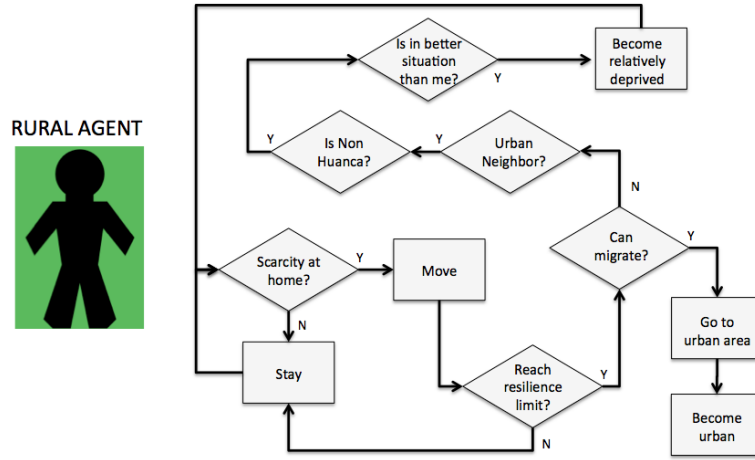 Is in better
situation
than me?
Y
Become
relatively
deprived
RURAL AGENT
Y
Is Non
Huanca?
Y
Urban
Neighbor?
N
Scarcity at
home?
Y
Move
Can
migrate?
Y
N
Go to
urban area
Stay
Reach
resilience
limit?
Y
N
Become
urban